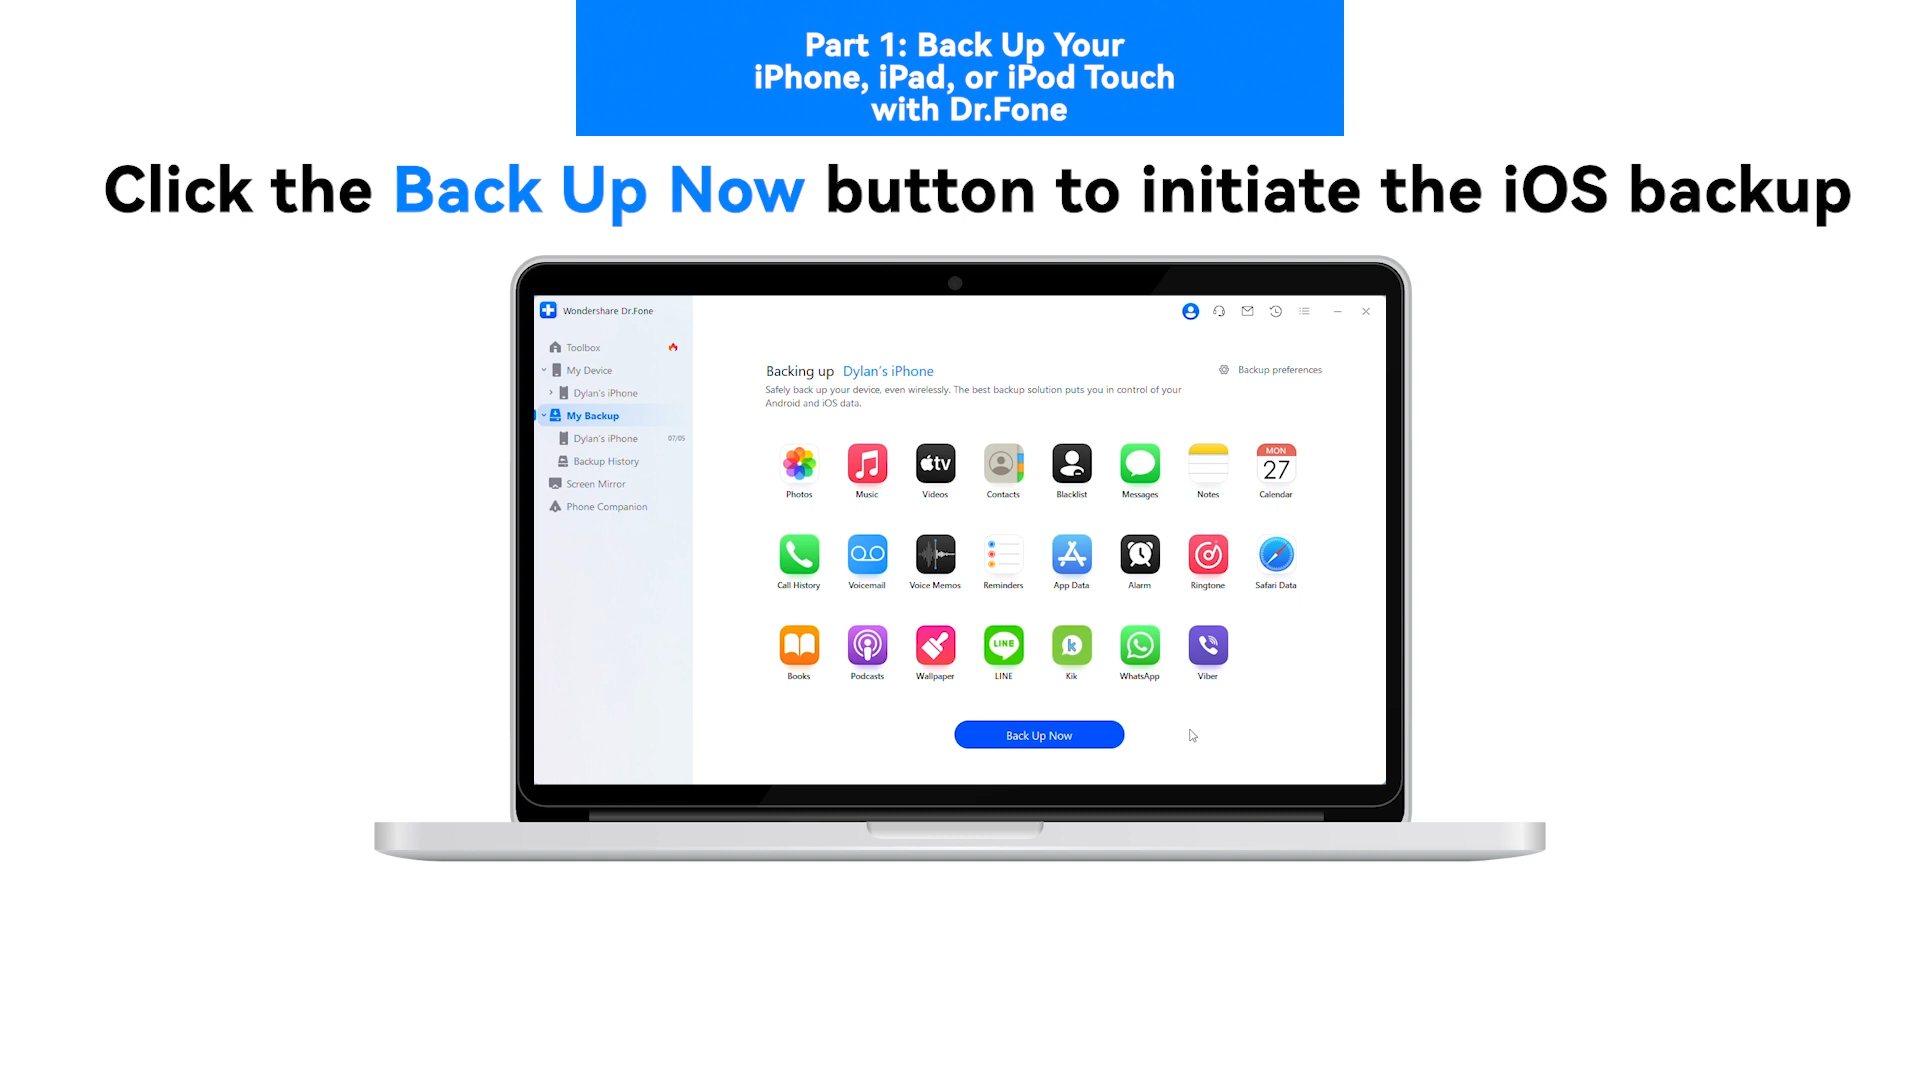 Part 1: Back Up Your
iPhone, iPad, or iPod Touch
with Dr.Fone
Click the Back Up Now button to initiate the iOS backup
Wondershare Dr.Fone
Toolbox
My Device
Dylan's iPhone
My Backup
Dylan's iPhone 07/05
Backup History
Screen Mirror
Phone Companion
Backing up Dylan's iPhone
Backup preferences
Safely back up your device, even wirelessly. The best backup solution puts you in control of your
Android and iOS data.
tv
MON
27
Photos Music Videos Contacts Blacklist Messages Notes Calendar
Call History Voicemail Voice Memos Reminders App Data Alarm Ringtone Safari Data
LINE
k
Books Podcasts Wallpaper LINE Kik WhatsApp Viber
Back Up Now